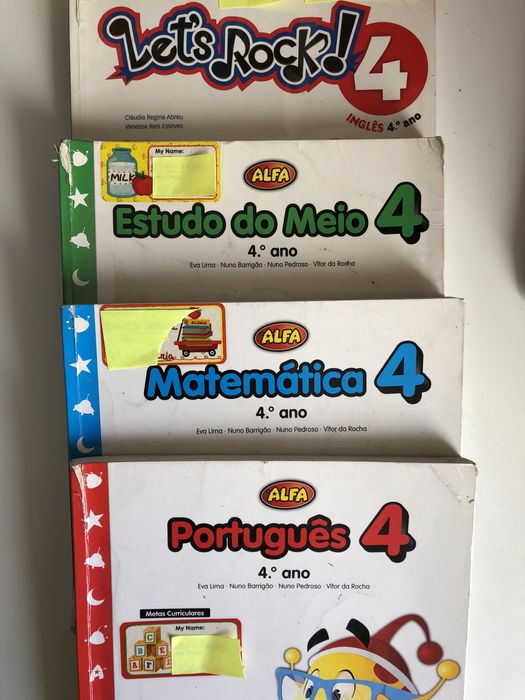 Let's Rock! 4
INGLÊS 4.º ano
Cláudia Regina Abreu
Vanessa Reis Esteves
My Name:
MILK
ALFA
Estudo do Meio 4
4.º ano
Eva Lima · Nuno Barrigão · Nuno Pedroso · Vítor da Rocha
ALFA
Matemática 4
4.º ano
Eva Lima · Nuno Barrigão · Nuno Pedroso · Vítor da Rocha
ALFA
Português 4
4.º ano
Eva Lima · Nuno Barrigão · Nuno Pedroso · Vítor da Rocha
Metas Curriculares
My Name:
A